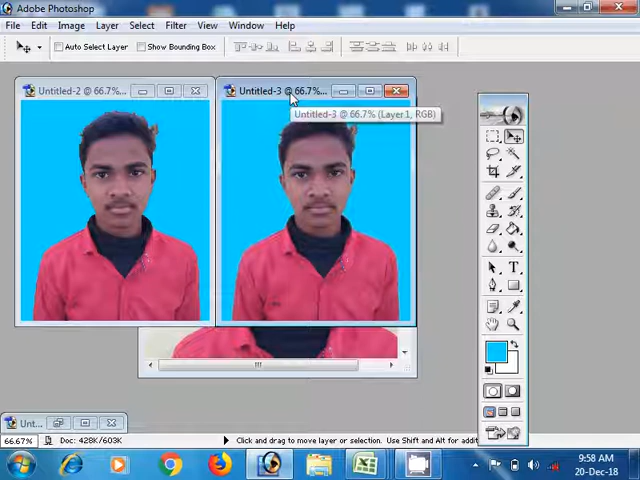 Adobe Photoshop
File Edit Image Layer Select Filter View Window Help
Auto Select Layer Show Bounding Box
Untitled-2 @ 66.7%...
Untitled-3 @ 66.7%...
Untitled-3 @ 66.7% (Layer 1, RGB)
T
Unt...
66.67% Doc: 428K/603K Click and drag to move layer or selection. Use Shift and Alt for addi
9:58 AM
20-Dec-18